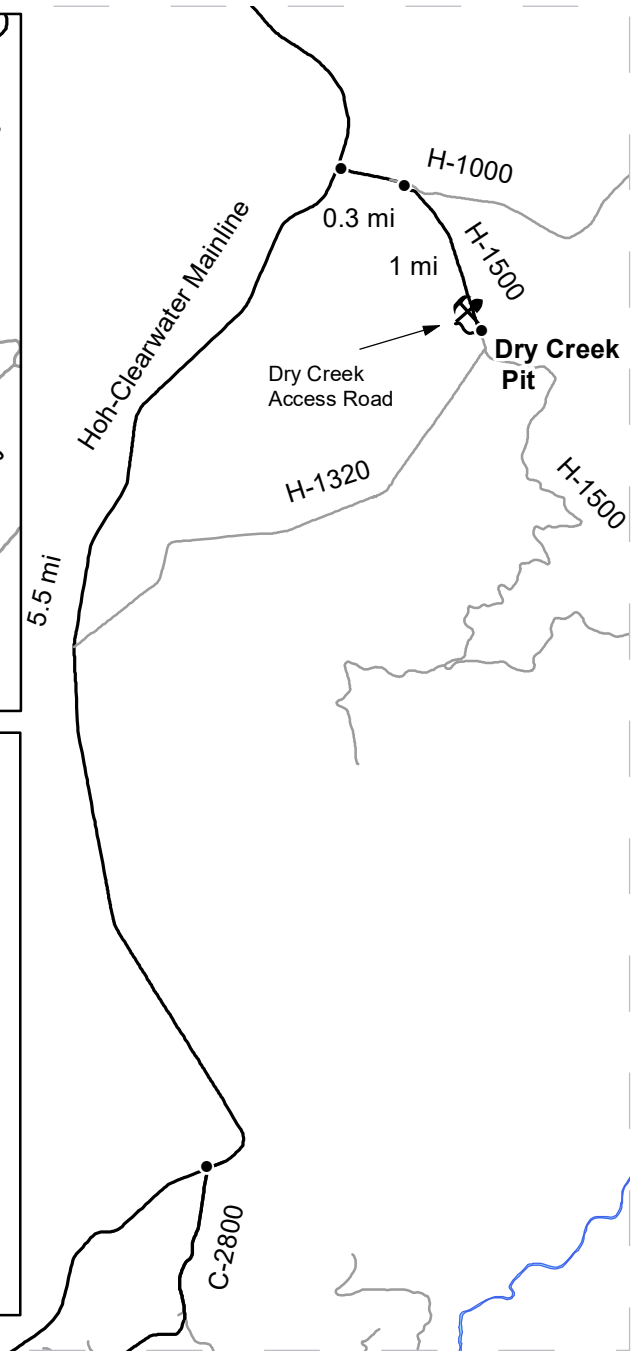 H-1000
0.3 mi
Hoh-Clearwater Mainline
H-1500
1 mi
Dry Creek
Pit
Dry Creek
Access Road
H-1320
H-1500
5.5 mi
C-2800